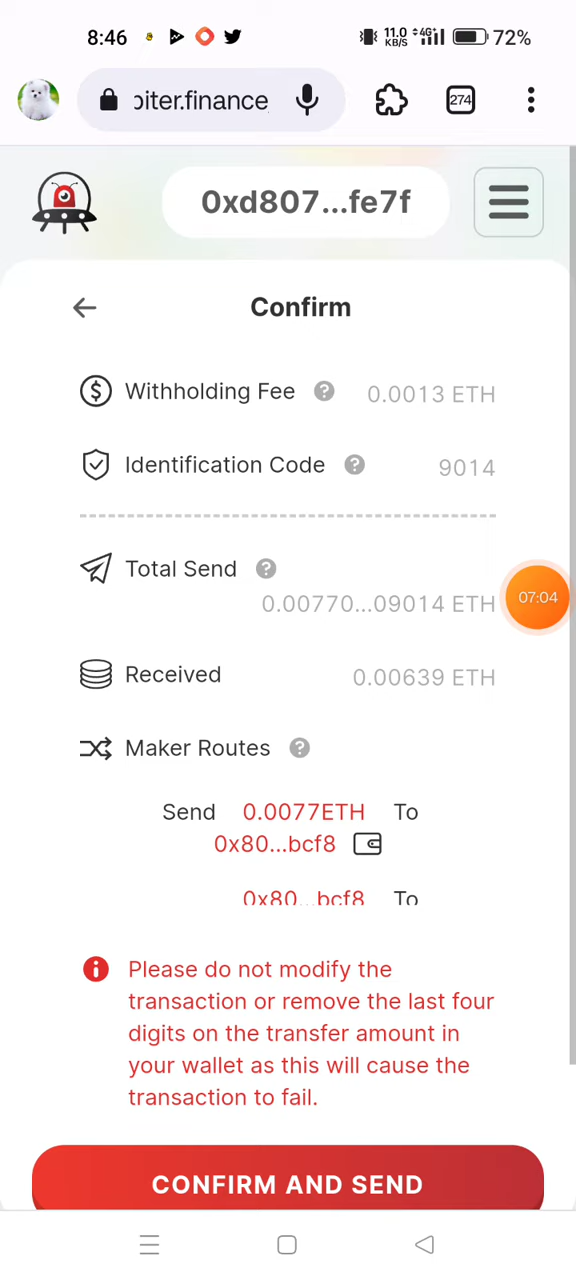 8:46 11.0 KB/S 4G 72%
ɔiter.finance 274
0xd807...fe7f
Confirm
Withholding Fee ? 0.0013 ETH
Identification Code ? 9014
Total Send ?
0.00770...09014 ETH
07:04
Received 0.00639 ETH
Maker Routes ?
Send 0.0077ETH To
0x80...bcf8
0x80...bcf8 To
Please do not modify the
transaction or remove the last four
digits on the transfer amount in
your wallet as this will cause the
transaction to fail.
CONFIRM AND SEND